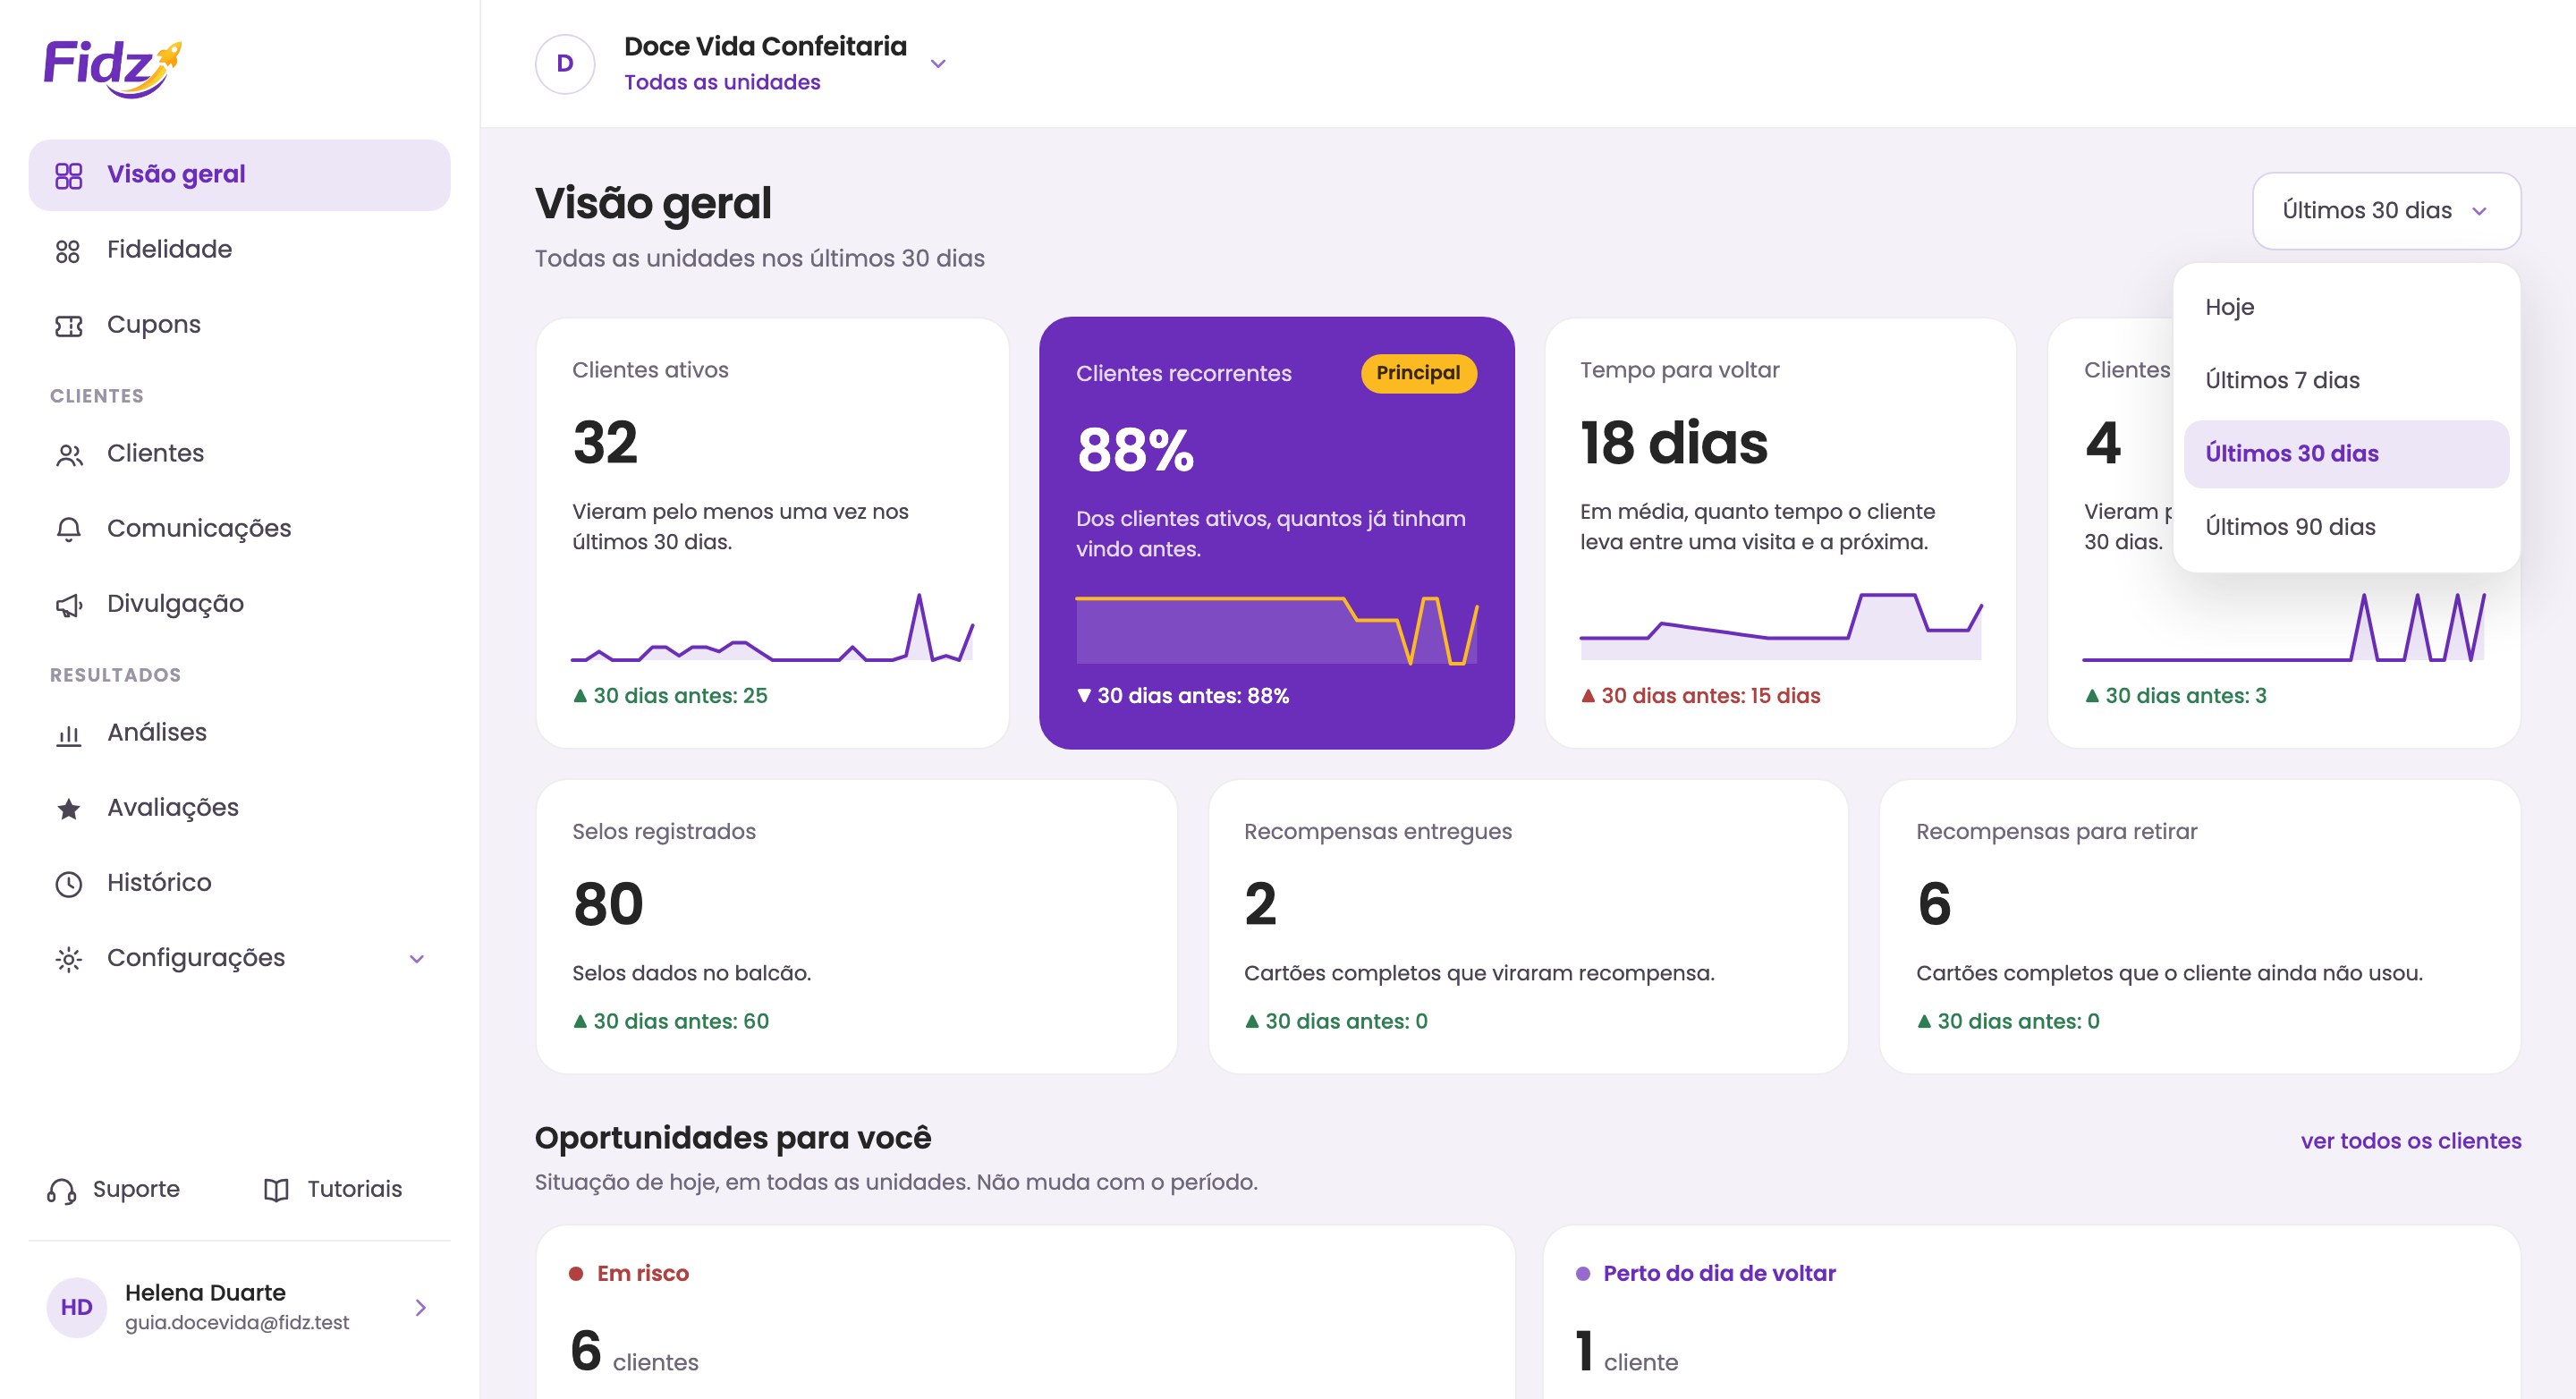 Fidz
Visão geral
Fidelidade
Cupons
CLIENTES
Clientes
Comunicações
Divulgação
RESULTADOS
Análises
Avaliações
Histórico
Configurações
Suporte
Tutoriais
HD
Helena Duarte
guia.docevida@fidz.test
D
Doce Vida Confeitaria
Todas as unidades
Visão geral
Todas as unidades nos últimos 30 dias
Últimos 30 dias
Hoje
Últimos 7 dias
Últimos 30 dias
Últimos 90 dias
Clientes ativos
32
Vieram pelo menos uma vez nos
últimos 30 dias.
30 dias antes: 25
Clientes recorrentes
Principal
88%
Dos clientes ativos, quantos já tinham
vindo antes.
30 dias antes: 88%
Tempo para voltar
18 dias
Em média, quanto tempo o cliente
leva entre uma visita e a próxima.
30 dias antes: 15 dias
Clientes
4
Vieram
30 dias.
30 dias antes: 3
Selos registrados
80
Selos dados no balcão.
30 dias antes: 60
Recompensas entregues
2
Cartões completos que viraram recompensa.
30 dias antes: 0
Recompensas para retirar
6
Cartões completos que o cliente ainda não usou.
30 dias antes: 0
Oportunidades para você
ver todos os clientes
Situação de hoje, em todas as unidades. Não muda com o período.
Em risco
6 clientes
Perto do dia de voltar
1 cliente